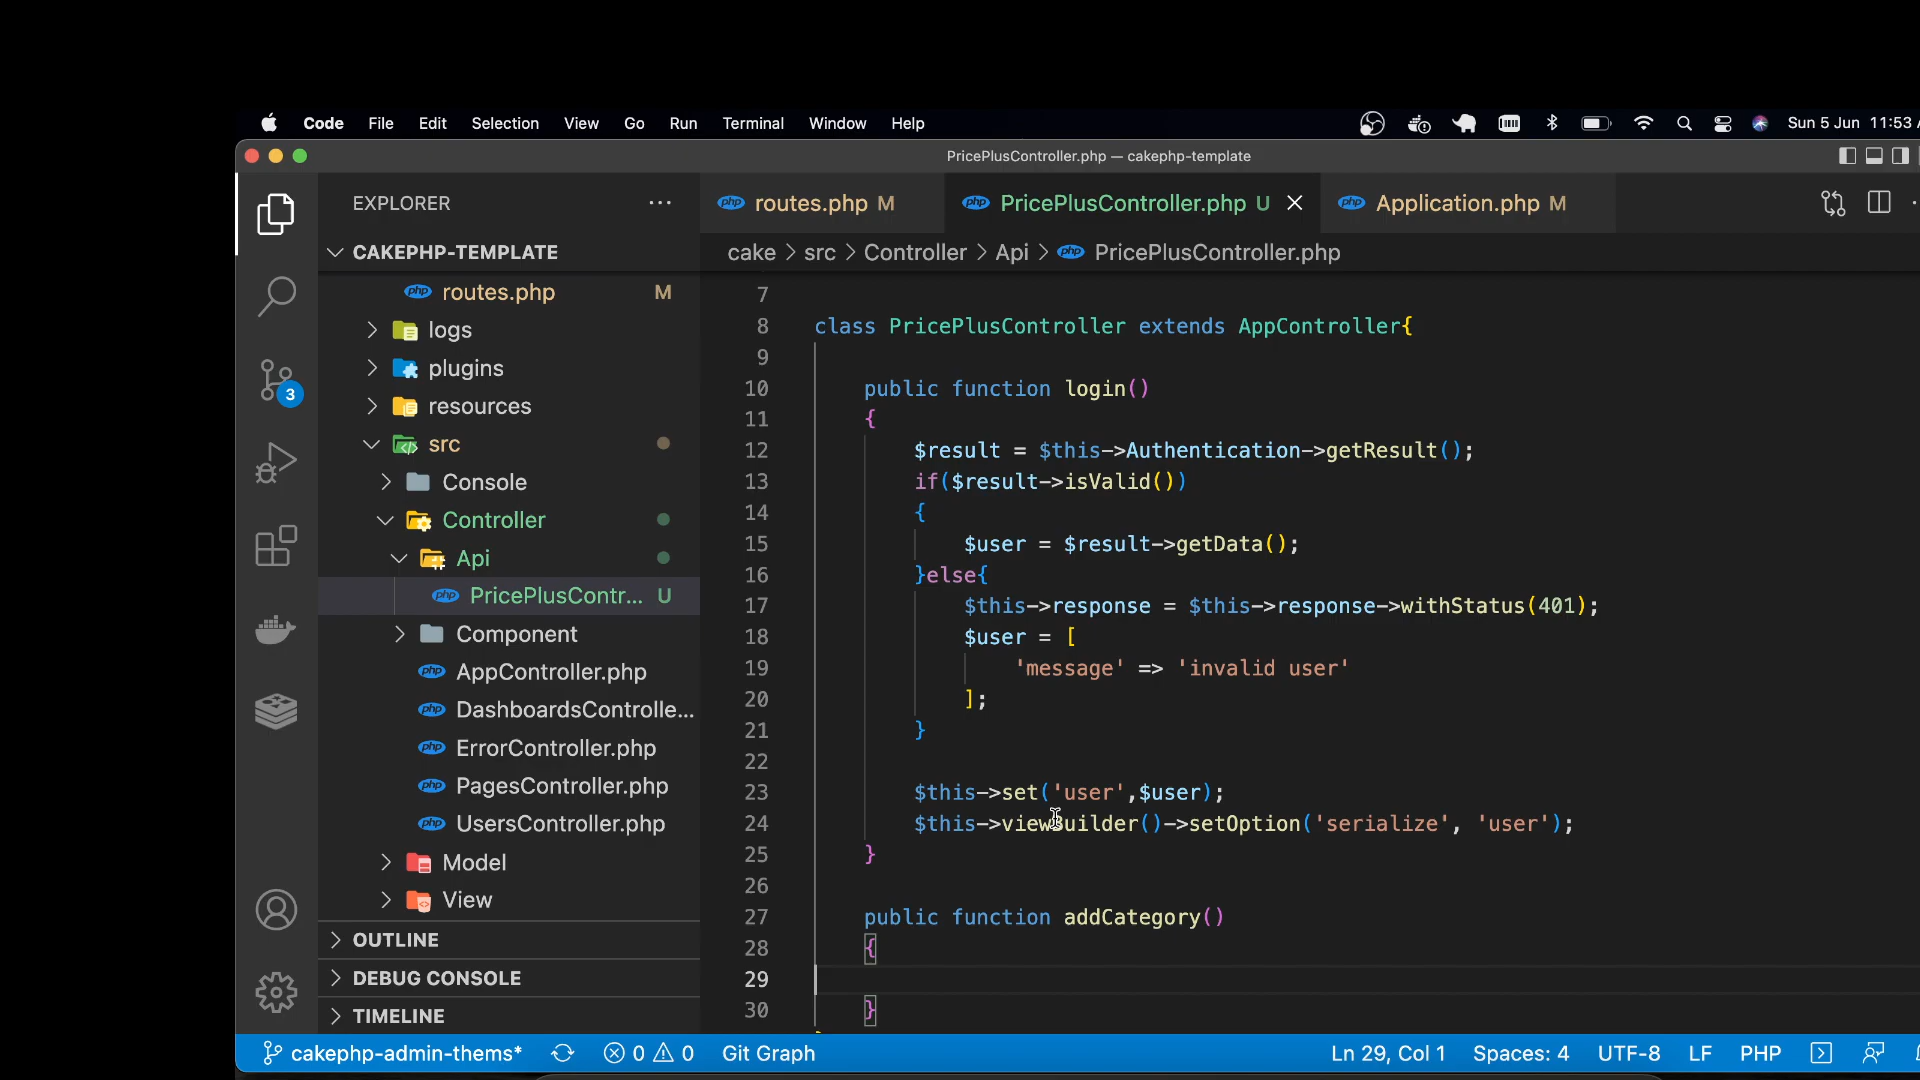 Code File Edit Selection View Go Run Terminal Window Help Sun 5 Jun 11:53
PricePlusController.php — cakephp-template
EXPLORER
routes.php M
PricePlusController.php U
Application.php M
CAKEPHP-TEMPLATE
cake > src > Controller > Api > PricePlusController.php
routes.php M
logs
plugins
resources
src
Console
Controller
Api
PricePlusContr... U
Component
AppController.php
DashboardsControlle...
ErrorController.php
PagesController.php
UsersController.php
Model
View
OUTLINE
DEBUG CONSOLE
TIMELINE
3
7
8 class PricePlusController extends AppController{
9
10 public function login()
11 {
12 $result = $this->Authentication->getResult();
13 if($result->isValid())
14 {
15 $user = $result->getData();
16 }else{
17 $this->response = $this->response->withStatus(401);
18 $user = [
19 'message' => 'invalid user'
20 ];
21 }
22
23 $this->set('user',$user);
24 $this->viewBuilder()->setOption('serialize', 'user');
25 }
26
27 public function addCategory()
28 {
29
30 }
cakephp-admin-thems* 0 0 Git Graph Ln 29, Col 1 Spaces: 4 UTF-8 LF PHP